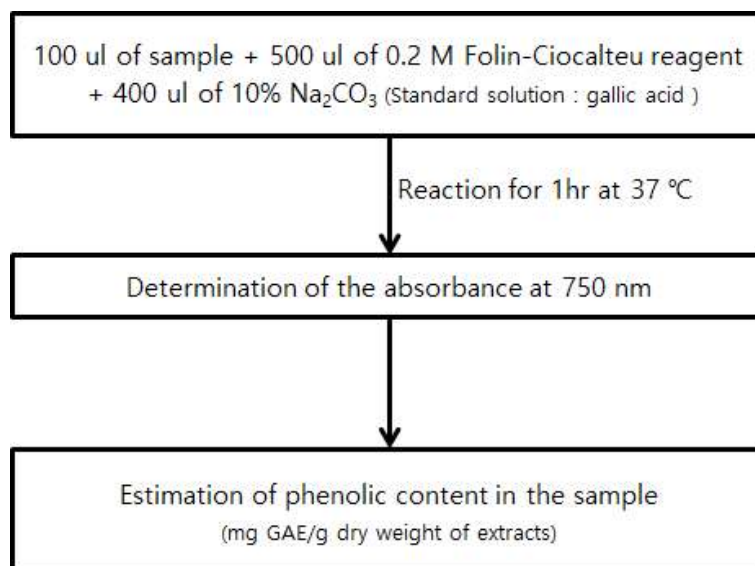 100 ul of sample + 500 ul of 0.2 M Folin-Ciocalteu reagent
+ 400 ul of 10% Na₂CO₃ (Standard solution : gallic acid )
Reaction for 1hr at 37 ℃
Determination of the absorbance at 750 nm
Estimation of phenolic content in the sample
(mg GAE/g dry weight of extracts)